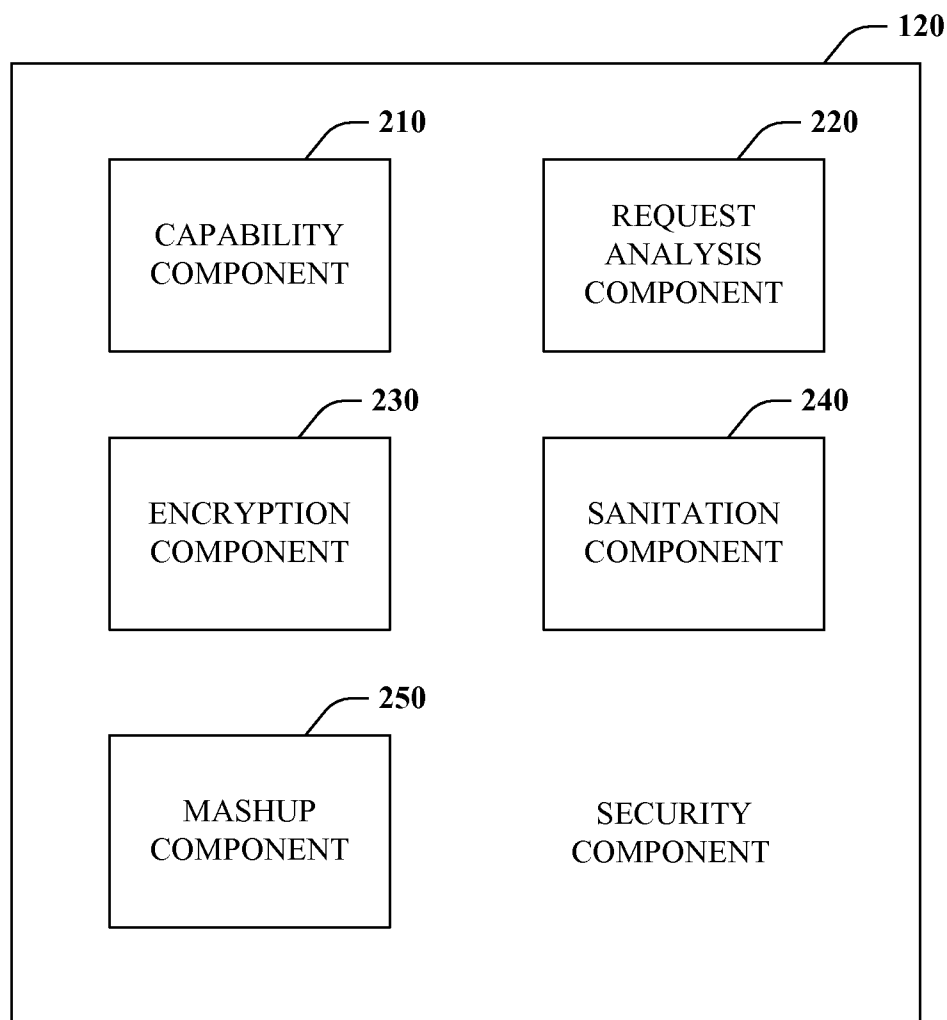 120
210
CAPABILITY
COMPONENT
220
REQUEST
ANALYSIS
COMPONENT
230
ENCRYPTION
COMPONENT
240
SANITATION
COMPONENT
250
MASHUP
COMPONENT
SECURITY
COMPONENT